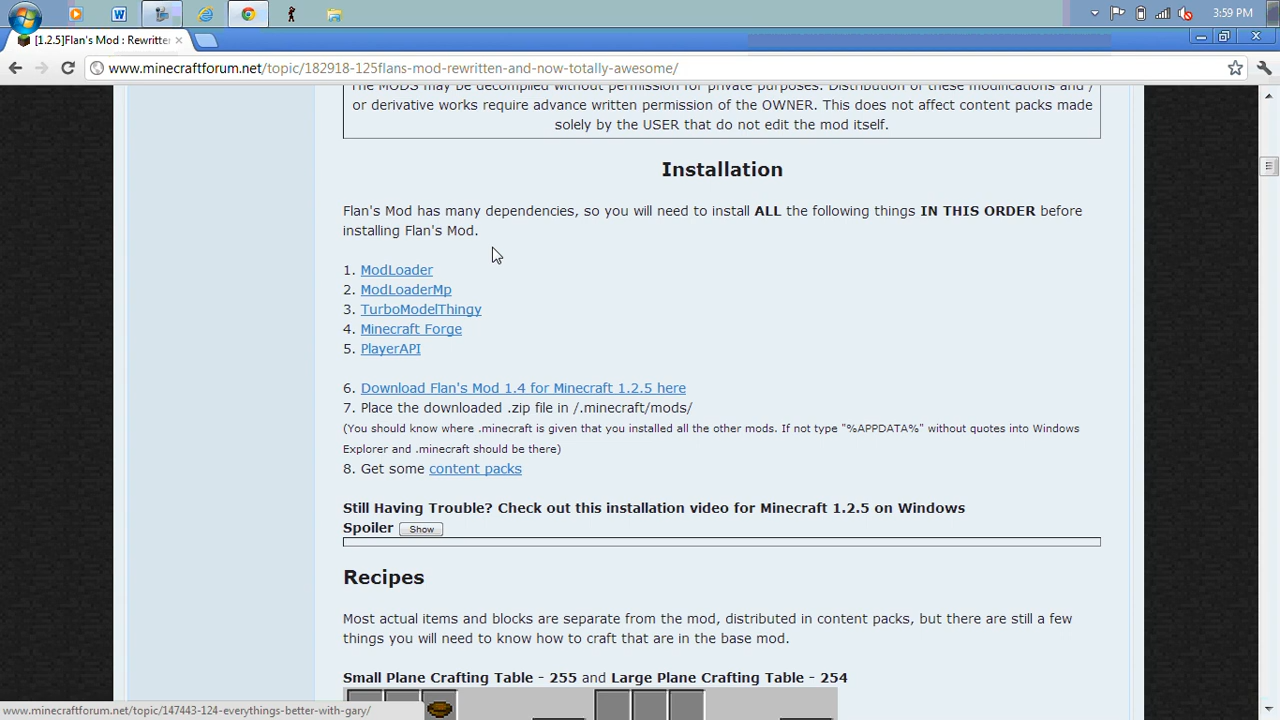 3:59 PM
[1.2.5]Flan's Mod : Rewritten
www.minecraftforum.net/topic/182918-125flans-mod-rewritten-and-now-totally-awesome/
The MODS may be decompiled without permission for private purposes. Distribution of these modifications and /
or derivative works require advance written permission of the OWNER. This does not affect content packs made
solely by the USER that do not edit the mod itself.
Installation
Flan's Mod has many dependencies, so you will need to install ALL the following things IN THIS ORDER before
installing Flan's Mod.
1. ModLoader
2. ModLoaderMp
3. TurboModelThingy
4. Minecraft Forge
5. PlayerAPI
6. Download Flan's Mod 1.4 for Minecraft 1.2.5 here
7. Place the downloaded .zip file in /.minecraft/mods/
(You should know where .minecraft is given that you installed all the other mods. If not type "%APPDATA%" without quotes into Windows
Explorer and .minecraft should be there)
8. Get some content packs
Still Having Trouble? Check out this installation video for Minecraft 1.2.5 on Windows
Spoiler Show
Recipes
Most actual items and blocks are separate from the mod, distributed in content packs, but there are still a few
things you will need to know how to craft that are in the base mod.
Small Plane Crafting Table - 255 and Large Plane Crafting Table - 254
www.minecraftforum.net/topic/147443-124-everythings-better-with-gary/